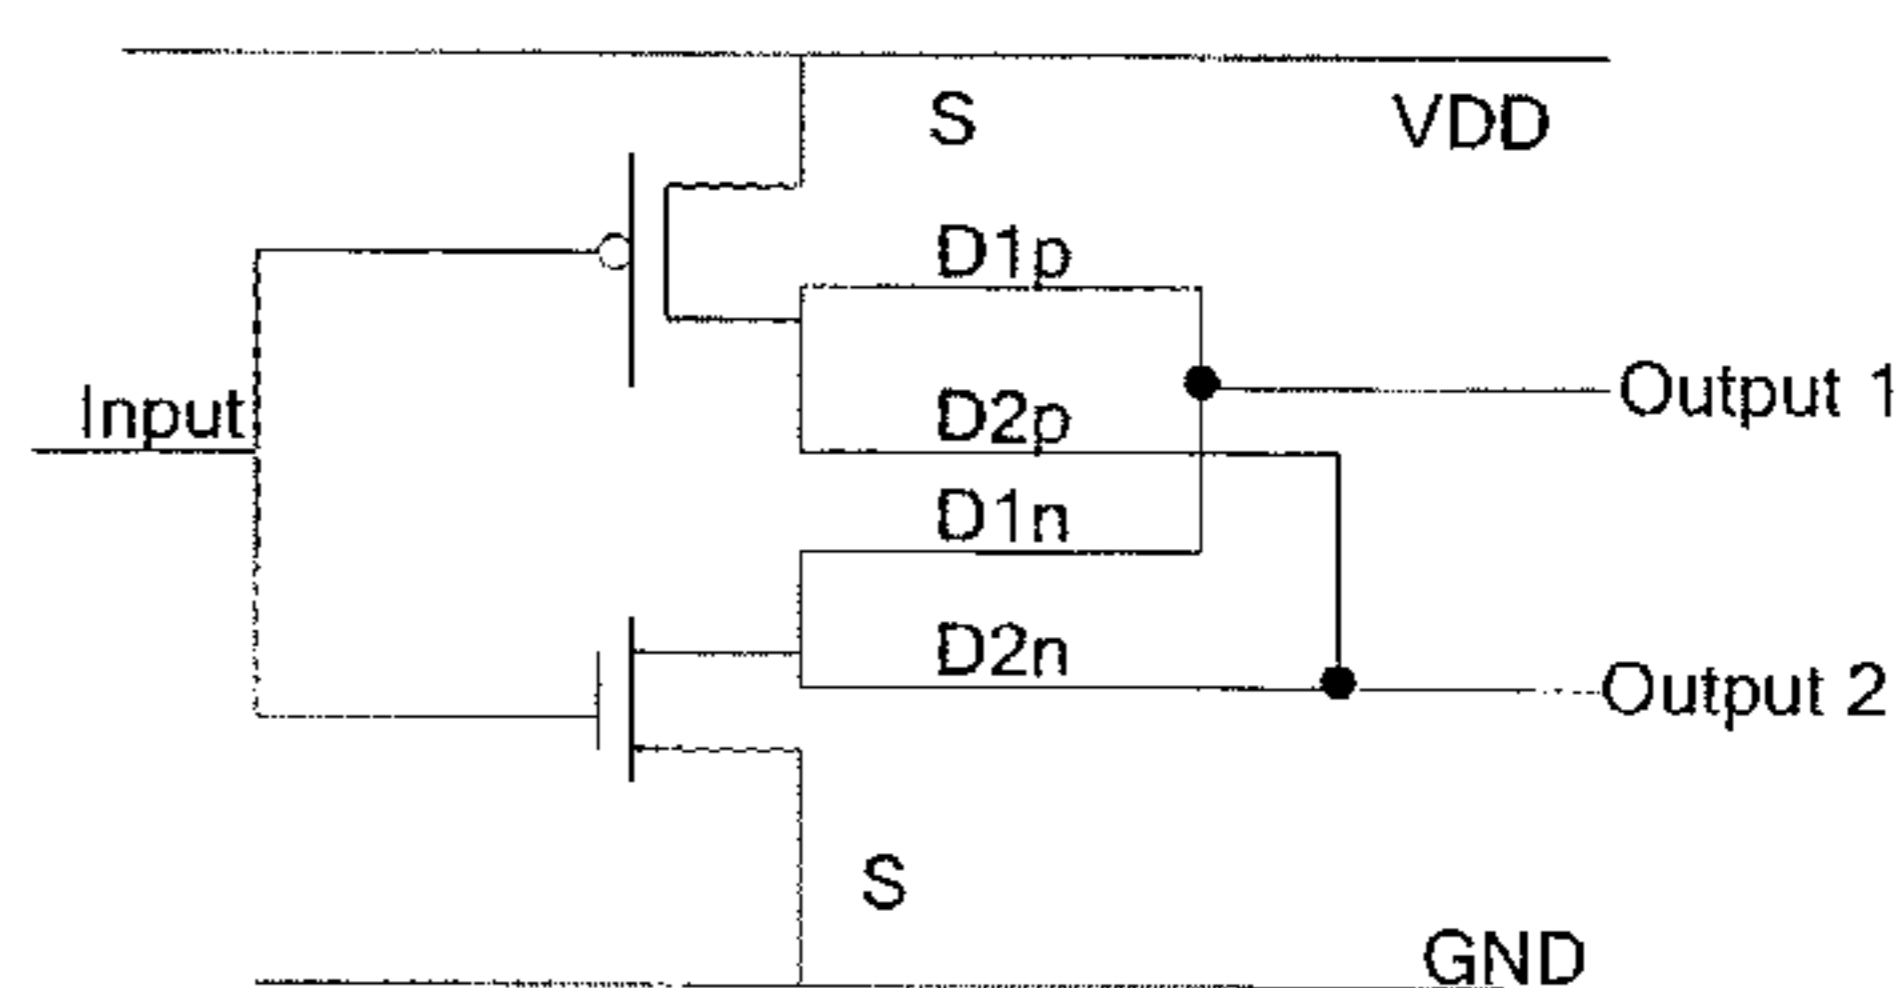 S
VDD
D1p
Output 1
Input
D2p
D1n
D2n
Output 2
S
GND